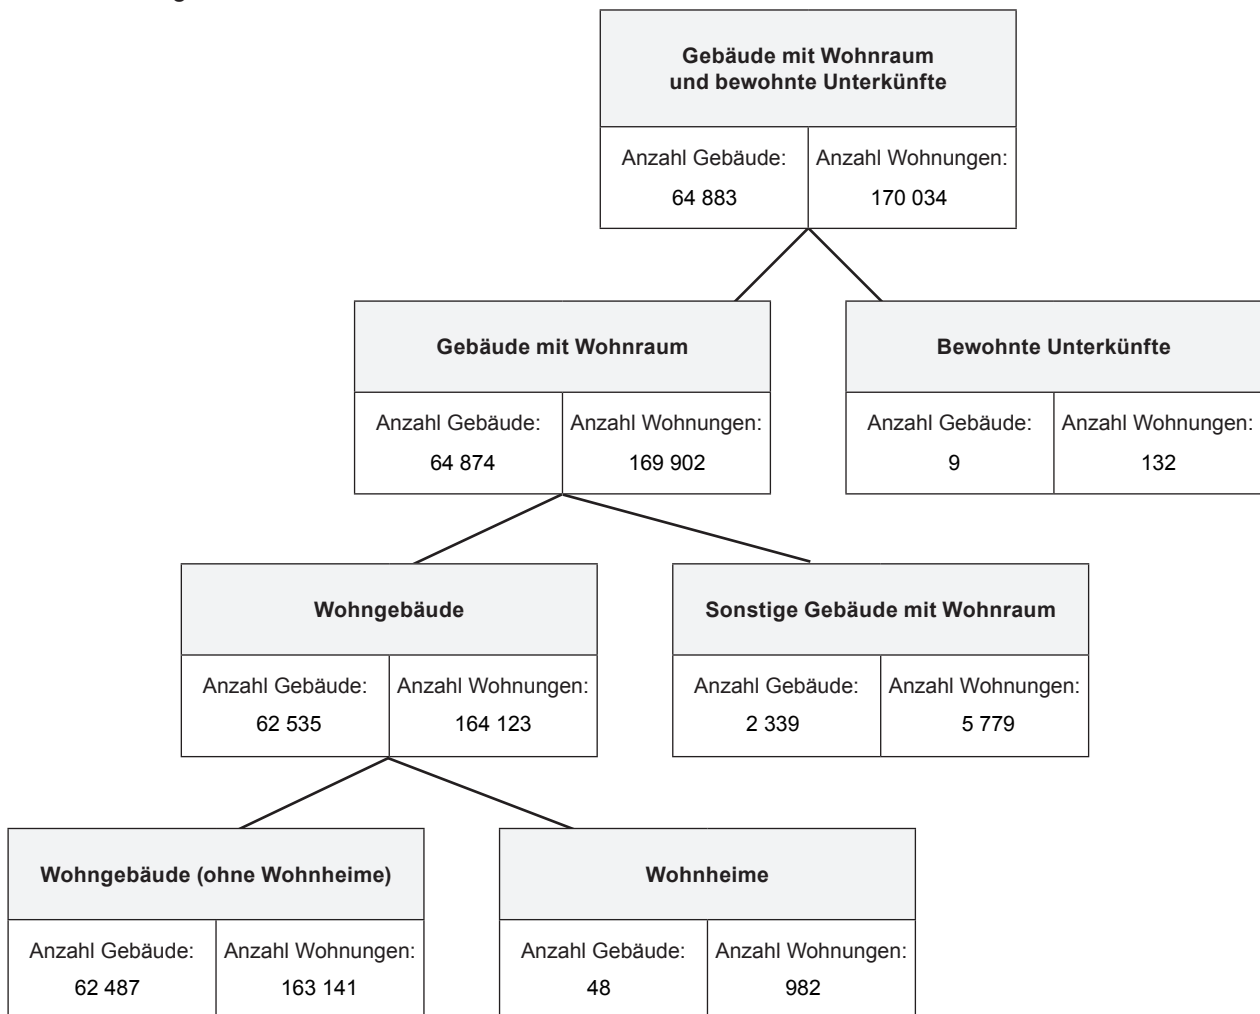 Gebäude mit Wohnraum
und bewohnte Unterkünfte
Anzahl Gebäude: Anzahl Wohnungen:
64 883 170 034
Gebäude mit Wohnraum Bewohnte Unterkünfte
Anzahl Gebäude: Anzahl Wohnungen: Anzahl Gebäude: Anzahl Wohnungen:
64 874 169 902 9 132
Wohngebäude Sonstige Gebäude mit Wohnraum
Anzahl Gebäude: Anzahl Wohnungen: Anzahl Gebäude: Anzahl Wohnungen:
62 535 164 123 2 339 5 779
Wohngebäude (ohne Wohnheime) Wohnheime
Anzahl Gebäude: Anzahl Wohnungen: Anzahl Gebäude: Anzahl Wohnungen:
62 487 163 141 48 982